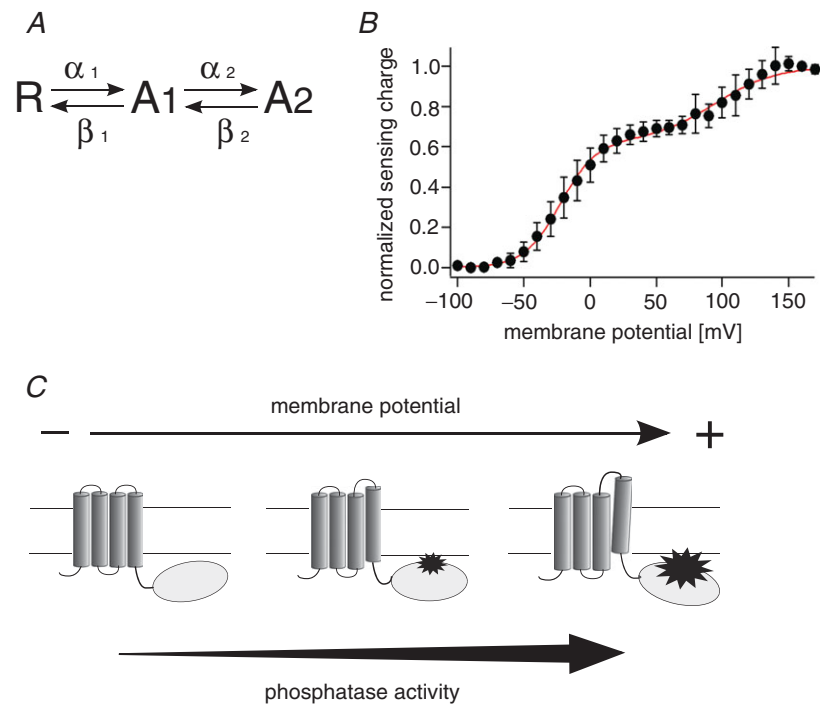 A
α 1 α 2
R A1 A2
β 1 β 2
B
normalized sensing charge
1.0
0.8
0.6
0.4
0.2
0.0
−100 −50 0 50 100 150
membrane potential [mV]
C
membrane potential
− +
phosphatase activity